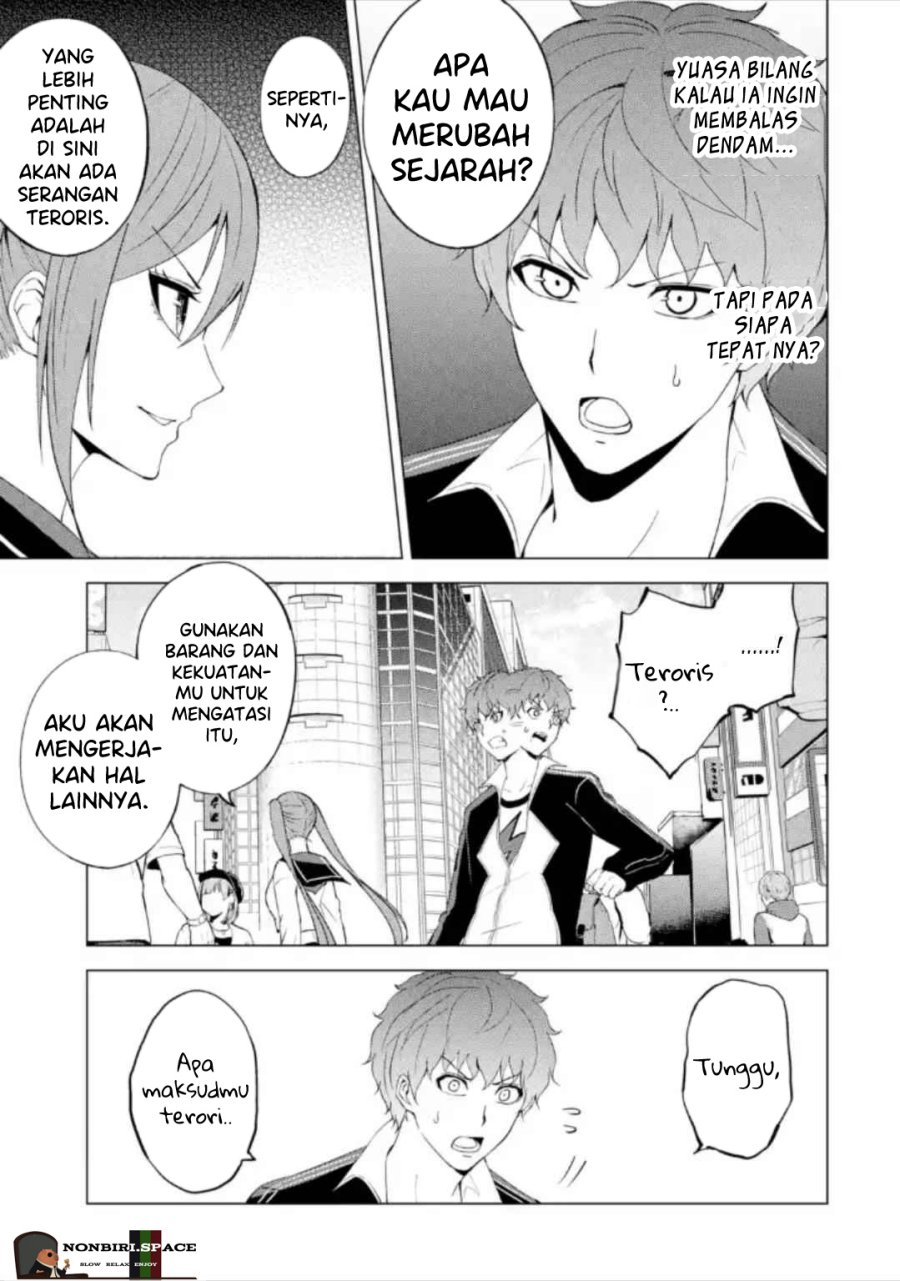 YUASA BILANG
KALAU IA INGIN
MEMBALAS
DENDAM...
APA
KAU MAU
MERUBAH
SEJARAH?
TAPI PADA
SIAPA
TEPAT NYA?
SEPERTI-
NYA,
YANG
LEBIH
PENTING
ADALAH
DI SINI
AKAN ADA
SERANGAN
TERORIS.
......!
Teroris
?..
GUNAKAN
BARANG DAN
KEKUATAN-
MU UNTUK
MENGATASI
ITU,
AKU AKAN
MENGERJA-
KAN HAL
LAINNYA.
Tunggu,
Apa
maksudmu
terori..
NONBIRI.SPACE
SLOW RELAX ENJOY